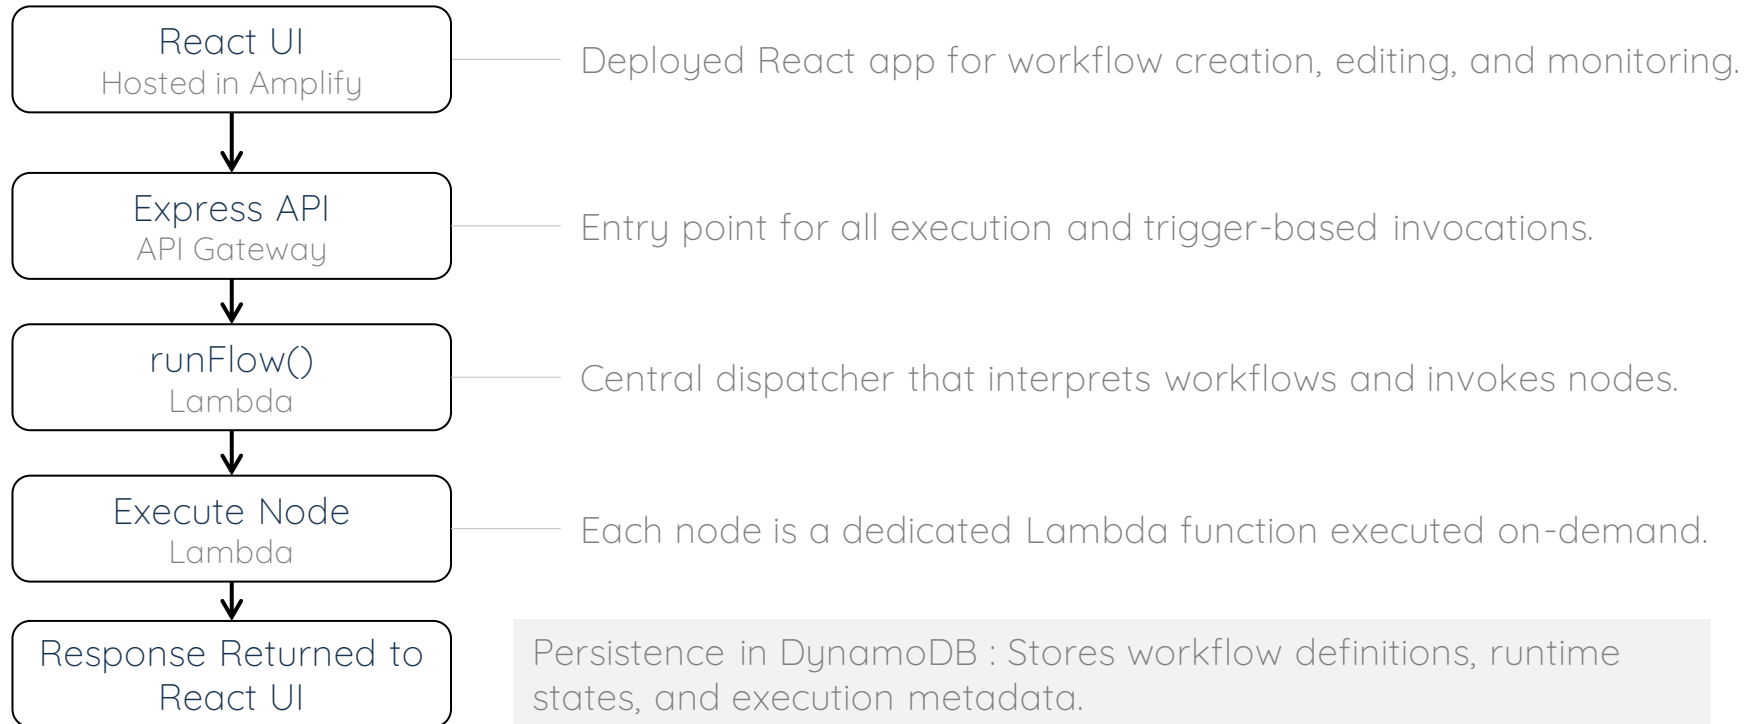 React UI
Hosted in Amplify
Deployed React app for workflow creation, editing, and monitoring.
Express API
API Gateway
Entry point for all execution and trigger-based invocations.
runFlow()
Lambda
Central dispatcher that interprets workflows and invokes nodes.
Execute Node
Lambda
Each node is a dedicated Lambda function executed on-demand.
Response Returned to
React UI
Persistence in DynamoDB : Stores workflow definitions, runtime
states, and execution metadata.